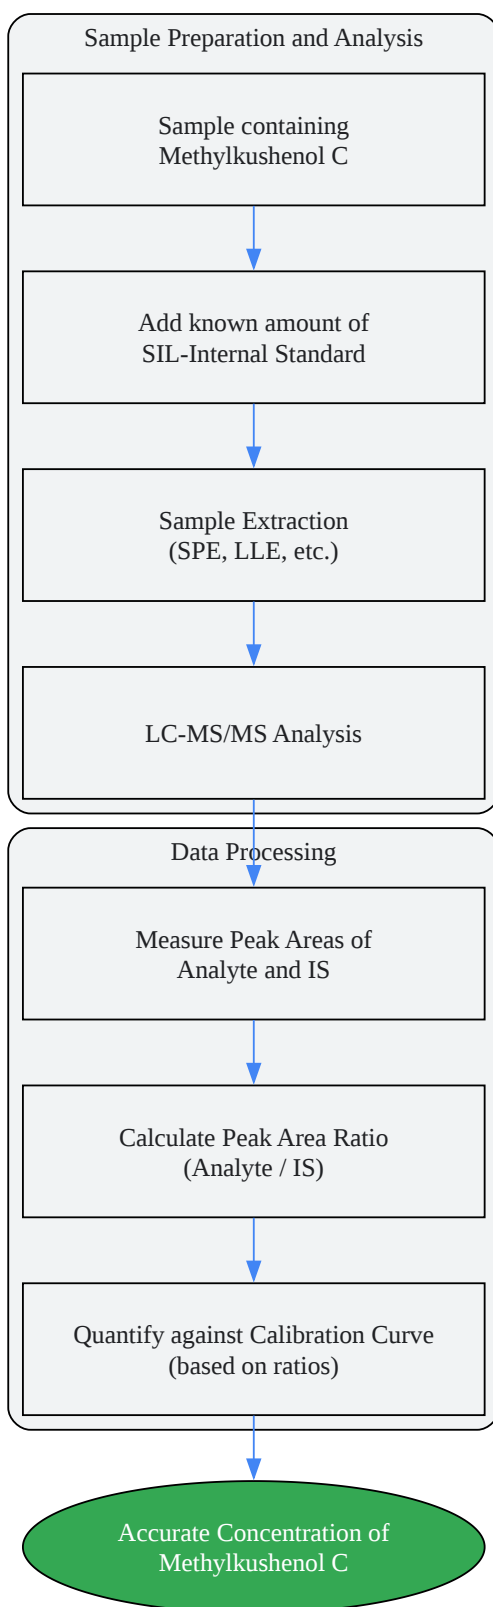 Sample Preparation and Analysis
Sample containing
Methylkushenol C
Add known amount of
SIL-Internal Standard
Sample Extraction
(SPE, LLE, etc.)
LC-MS/MS Analysis
Data Processing
Measure Peak Areas of
Analyte and IS
Calculate Peak Area Ratio
(Analyte / IS)
Quantify against Calibration Curve
(based on ratios)
Accurate Concentration of
Methylkushenol C